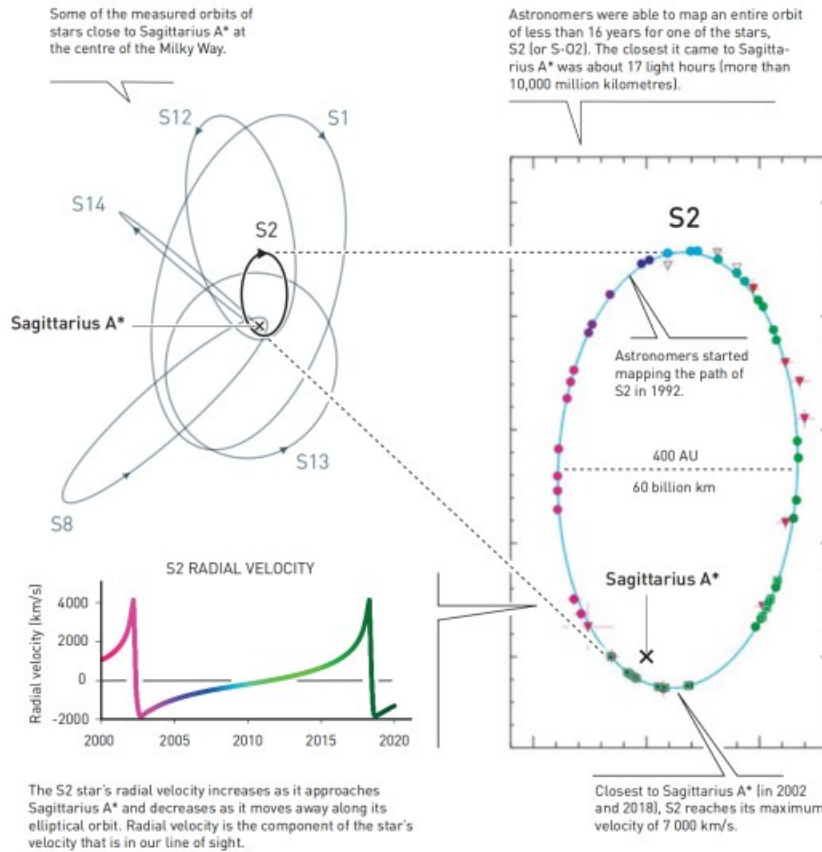 Some of the measured orbits of
stars close to Sagittarius A* at
the centre of the Milky Way.
Astronomers were able to map an entire orbit
of less than 16 years for one of the stars,
S2 (or S-O2). The closest it came to Sagitta-
rius A* was about 17 light hours (more than
10,000 million kilometres).
S12
S1
S14
S2
Sagittarius A*
S13
S8
S2
Astronomers started
mapping the path of
S2 in 1992.
400 AU
60 billion km
Sagittarius A*
S2 RADIAL VELOCITY
Radial velocity (km/s)
4000
2000
0
-2000
2000
2005
2010
2015
2020
The S2 star's radial velocity increases as it approaches
Sagittarius A* and decreases as it moves away along its
elliptical orbit. Radial velocity is the component of the star's
velocity that is in our line of sight.
Closest to Sagittarius A* (in 2002
and 2018), S2 reaches its maximum
velocity of 7 000 km/s.